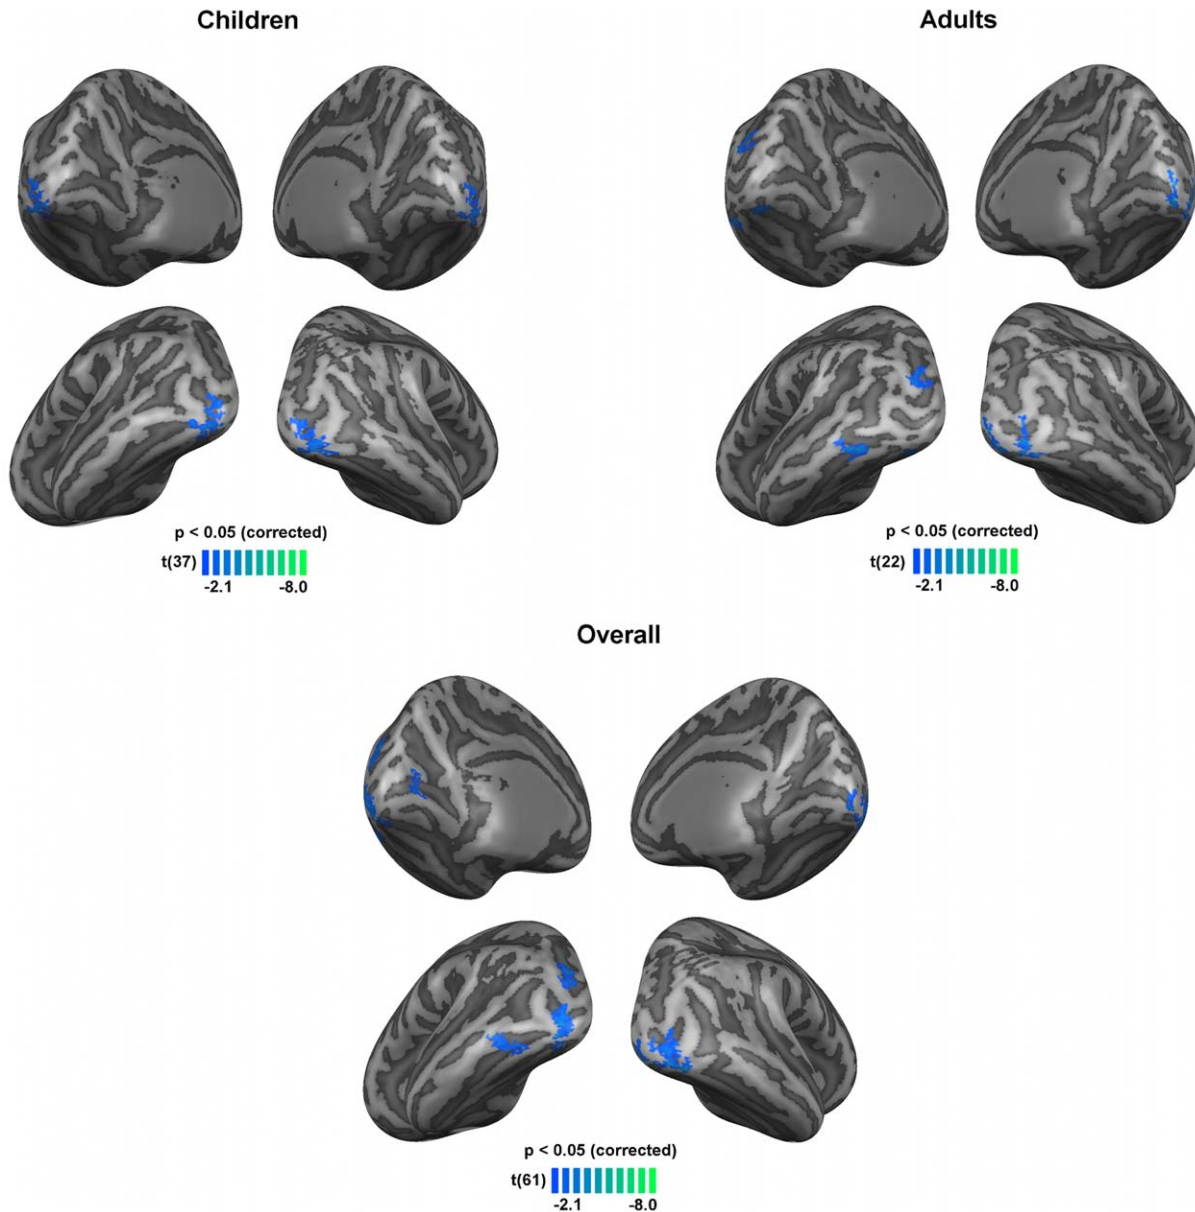 Children
Adults
p < 0.05 (corrected)
t(37)
-2.1 -8.0
p < 0.05 (corrected)
t(22)
-2.1 -8.0
Overall
p < 0.05 (corrected)
t(61)
-2.1 -8.0